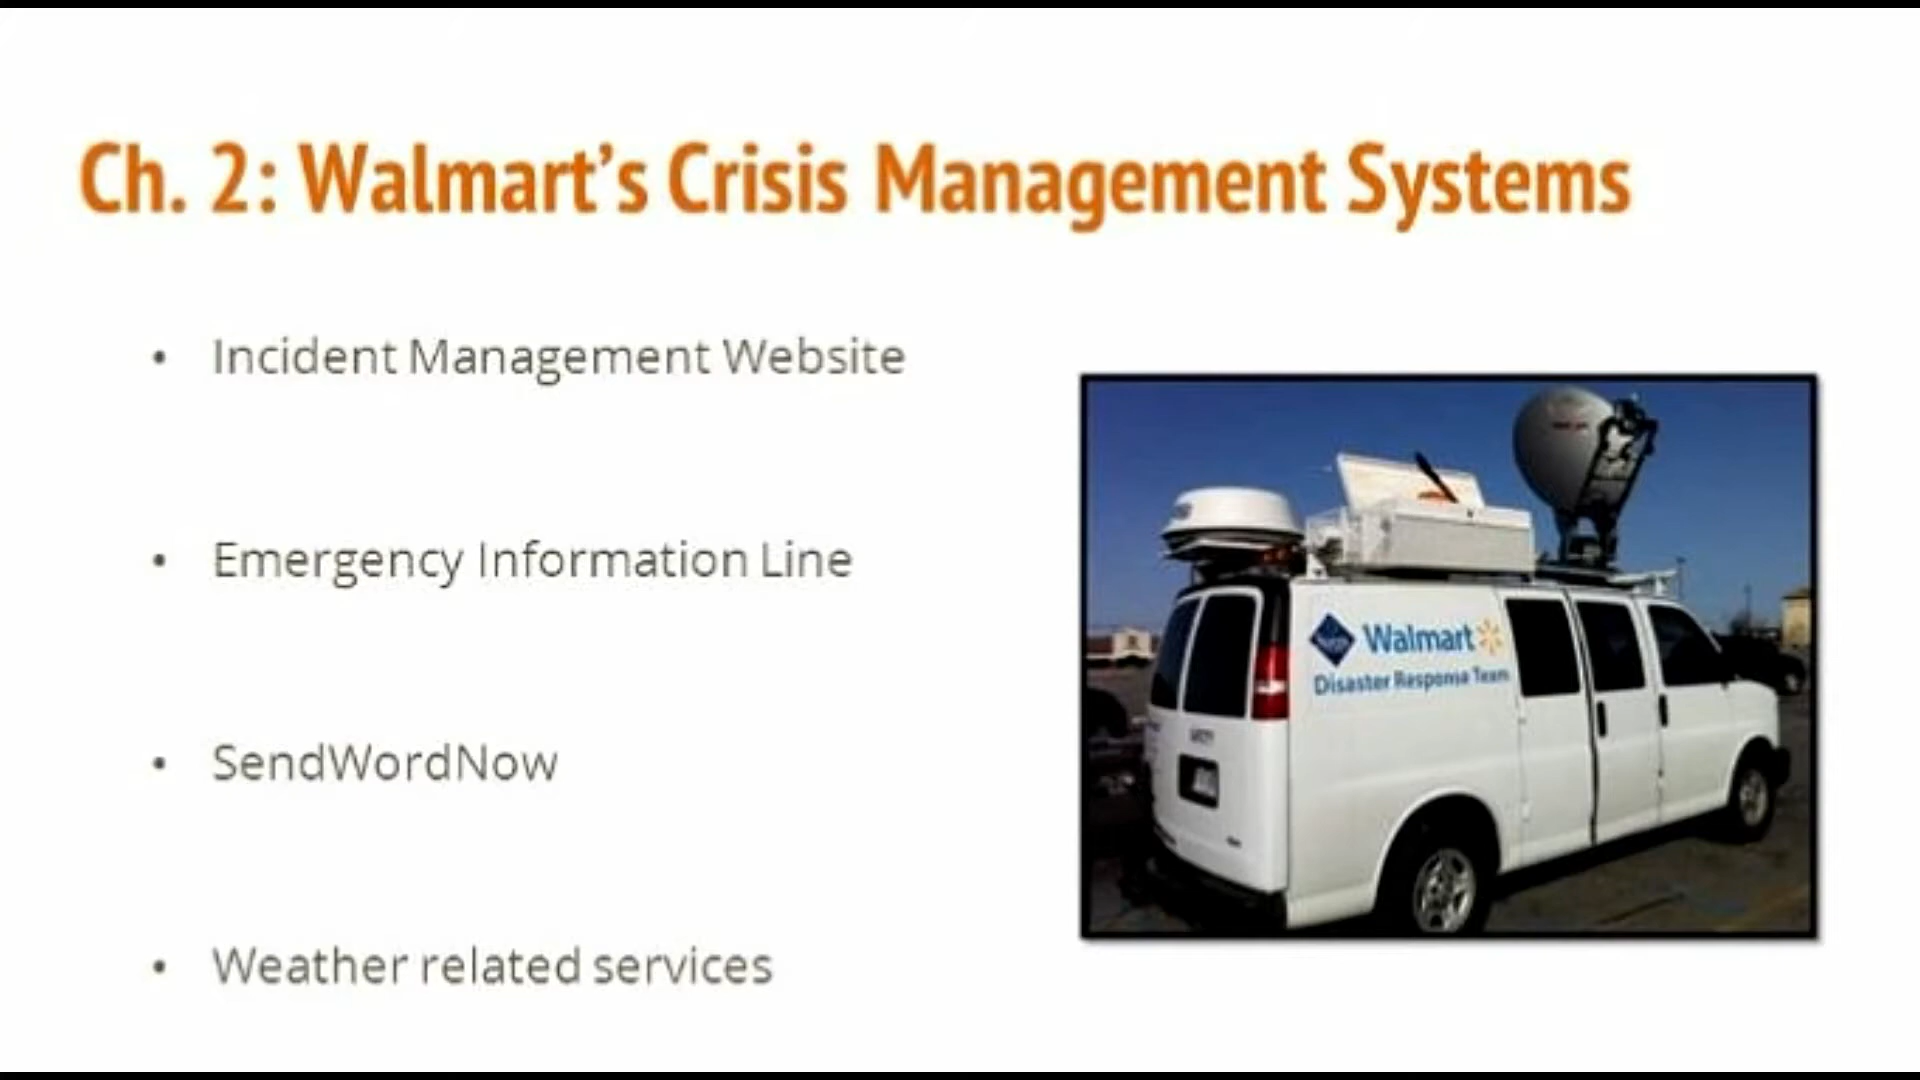 Ch. 2: Walmart's Crisis Management Systems
• Incident Management Website
• Emergency Information Line
• SendWordNow
• Weather related services
Walmart
Disaster Response Team